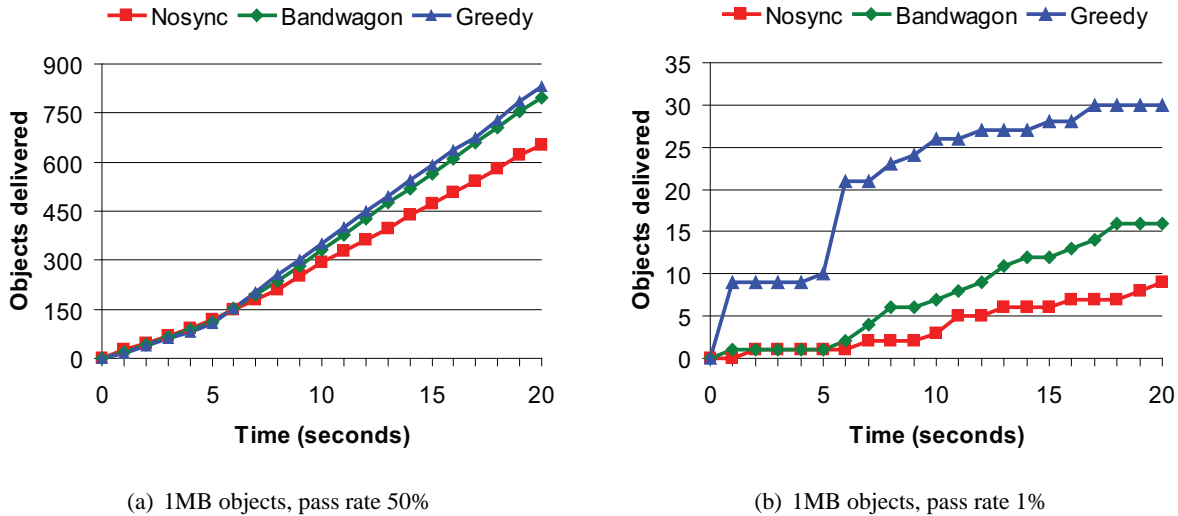 Nosync Bandwagon Greedy
900
750
600
450
300
150
0
Objects delivered
0 5 10 15 20
Time (seconds)
(a) 1MB objects, pass rate 50%
Nosync Bandwagon Greedy
35
30
25
20
15
10
5
0
Objects delivered
0 5 10 15 20
Time (seconds)
(b) 1MB objects, pass rate 1%